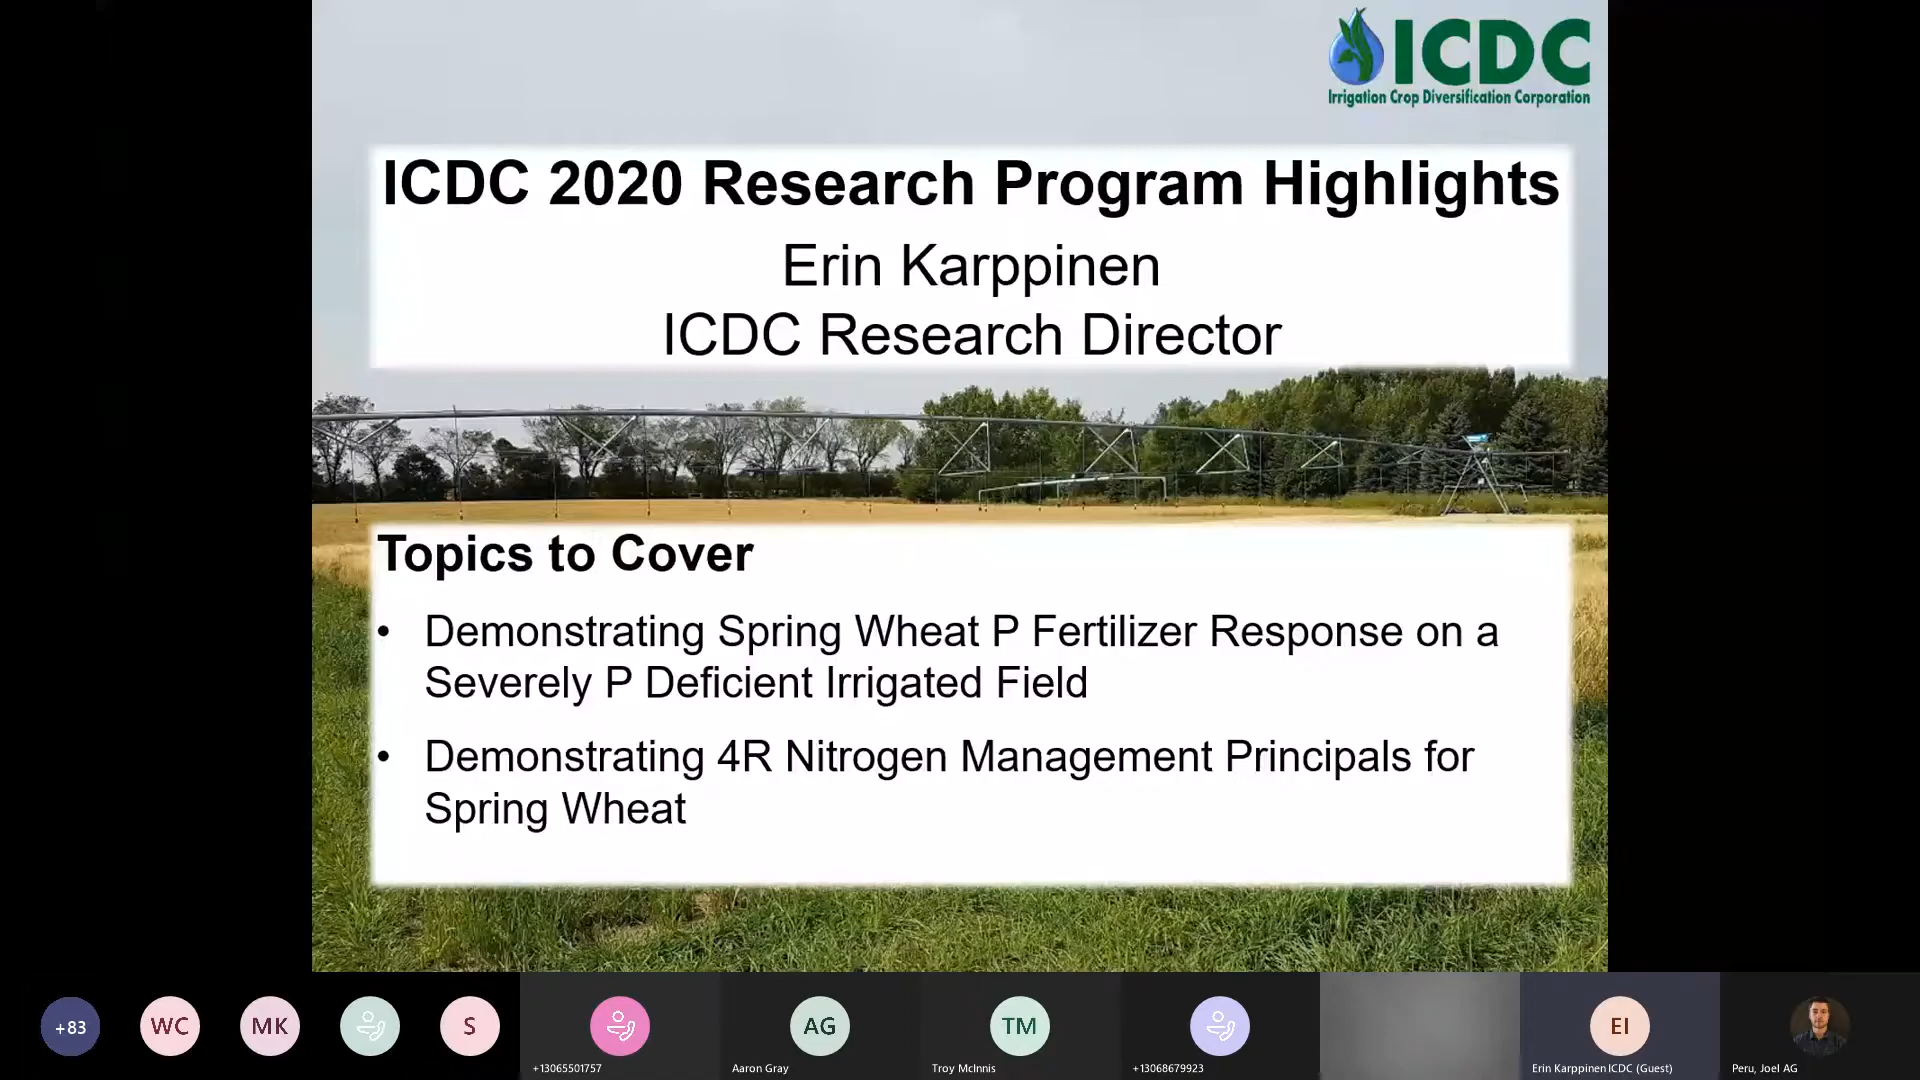 ICDC
Irrigation Crop Diversification Corporation
ICDC 2020 Research Program Highlights
Erin Karppinen
ICDC Research Director
Topics to Cover
• Demonstrating Spring Wheat P Fertilizer Response on a
Severely P Deficient Irrigated Field
• Demonstrating 4R Nitrogen Management Principals for
Spring Wheat
+83
WC
MK
S
+13065501757
AG
Aaron Gray
TM
Troy McInnis
+13068679923
EI
Erin Karppinen ICDC (Guest)
Peru, Joel AG